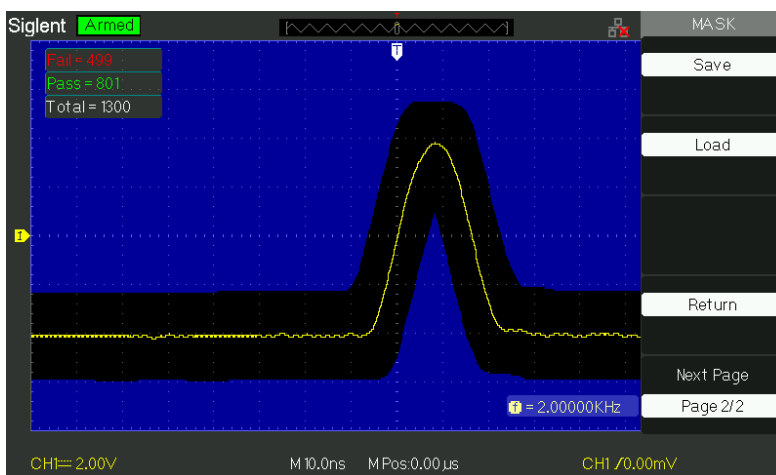 Siglent Armed T MASK
Fail = 499
Pass = 801
Total = 1300
T
Save
Load
1
Return
Next Page
f = 2.00000KHz Page 2/2
CH1 2.00V M 10.0ns M Pos:0.00µs CH1 0.00mV